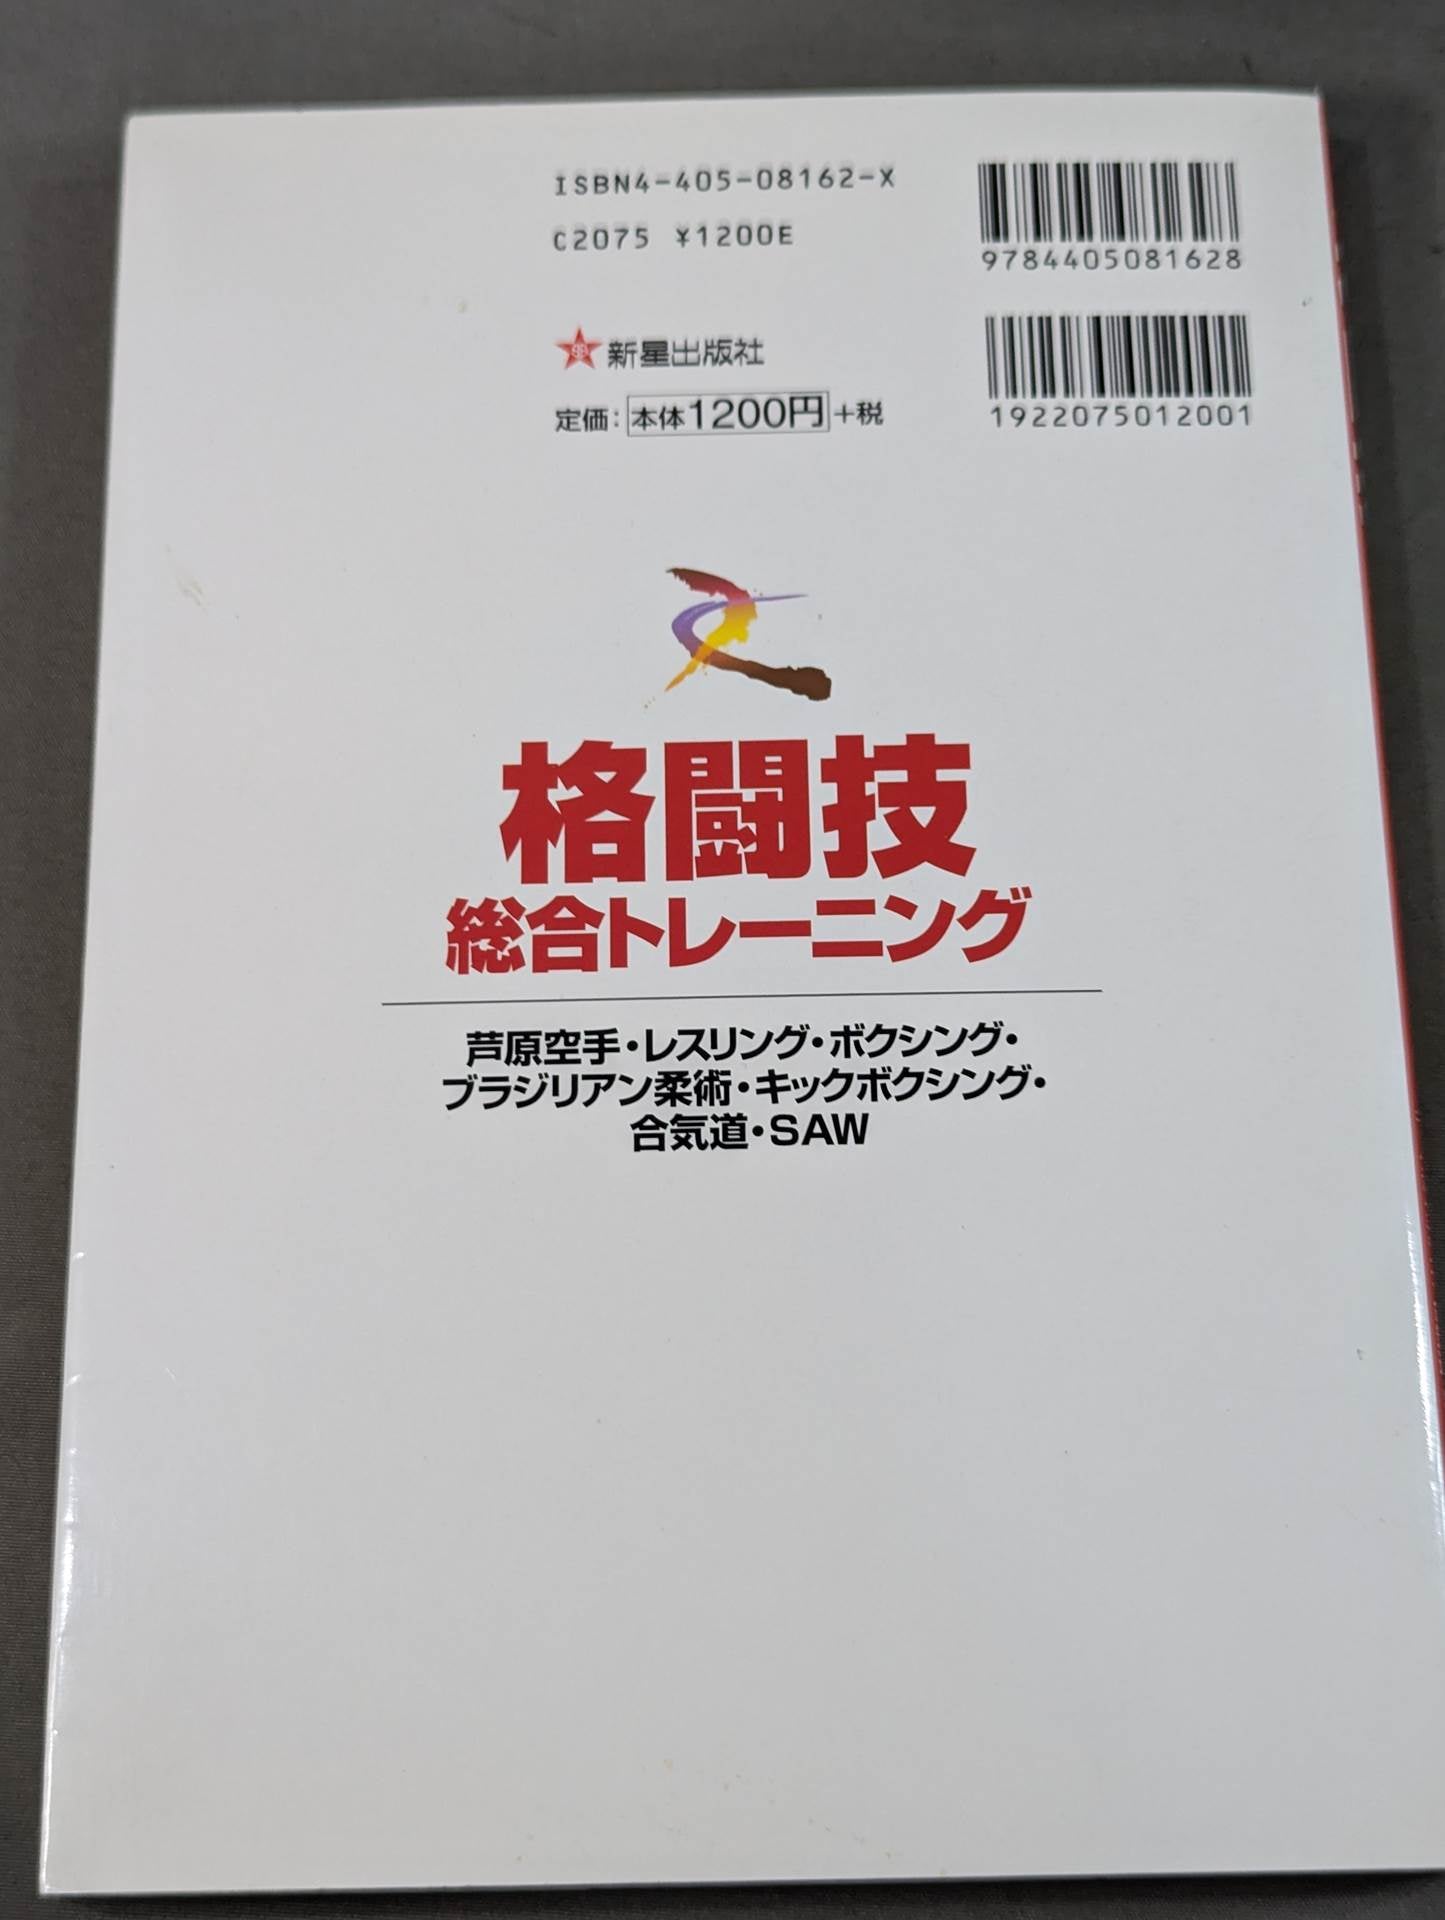 ISBN4-405-08162-X
C2075 ¥1200E
9784405081628
新星出版社
定価：本体1200円+税
1922075012001
格闘技
総合トレーニング
芦原空手・レスリング・ボクシング・
ブラジリアン柔術・キックボクシング・
合気道・SAW